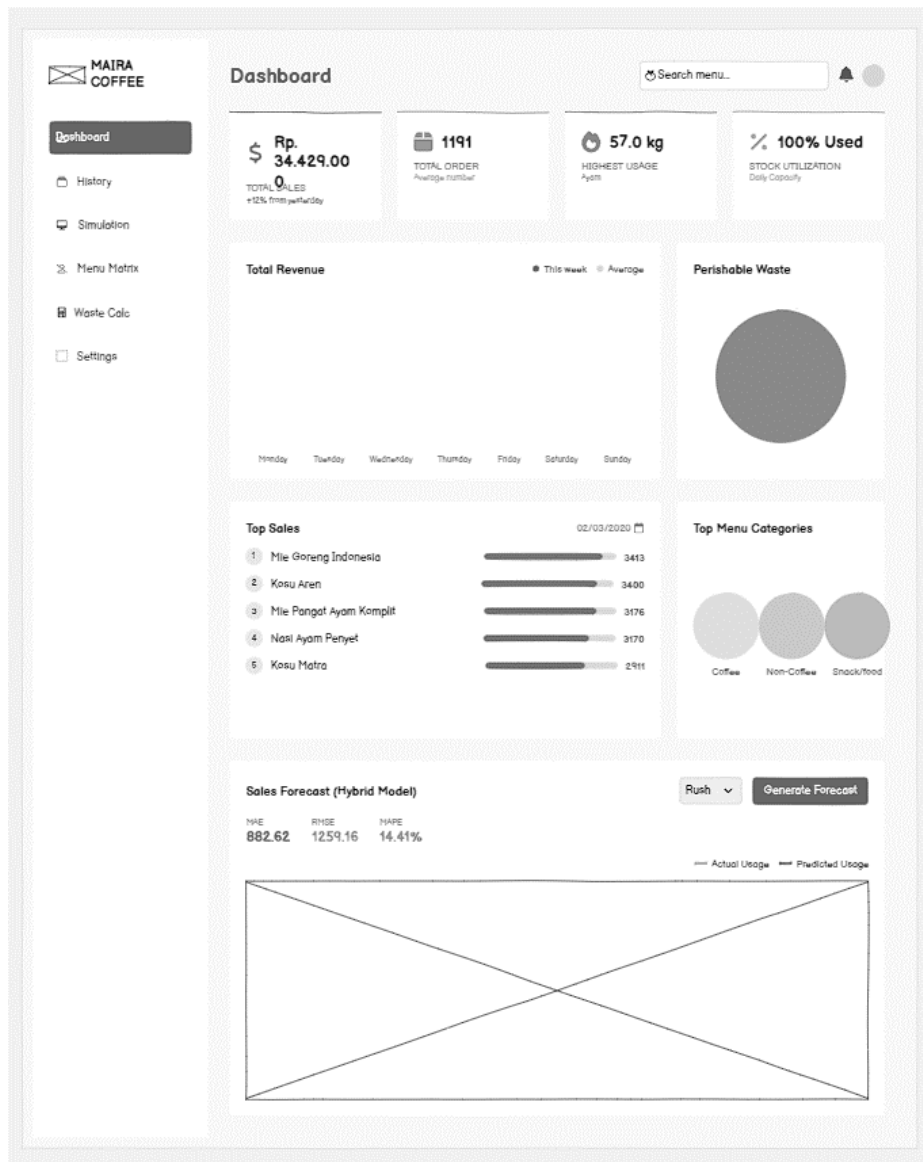 MAIRA
COFFEE
Dashboard
Search menu...
Dashboard
History
Simulation
Menu Matrix
Waste Calc
Settings
Rp.
34.429.00
0
TOTAL SALES
+12% from yesterday
1191
TOTAL ORDER
Average number
57.0 kg
HIGHEST USAGE
Ayam
100% Used
STOCK UTILIZATION
Daily Capacity
Total Revenue
This week Average
Monday Tuesday Wednesday Thursday Friday Saturday Sunday
Perishable Waste
Top Sales 02/03/2020
1 Mie Goreng Indonesia 3413
2 Kosu Aren 3400
3 Mie Pangat Ayam Komplit 3176
4 Nasi Ayam Penyet 3170
5 Kosu Matra 2911
Top Menu Categories
Coffee Non-Coffee Snack/food
Sales Forecast (Hybrid Model)
Rush Generate Forecast
MAE RMSE MAPE
882.62 1259.16 14.41%
Actual Usage Predicted Usage